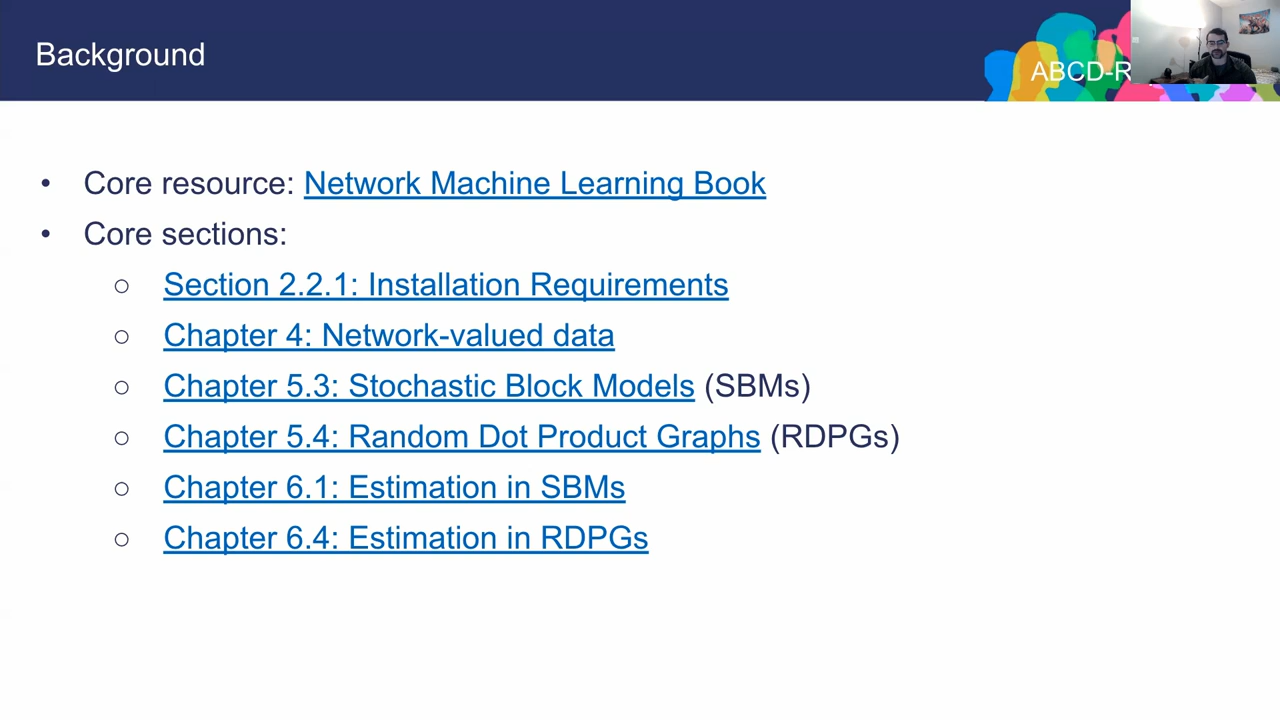 Background
ABCD-R
• Core resource: Network Machine Learning Book
• Core sections:
○ Section 2.2.1: Installation Requirements
○ Chapter 4: Network-valued data
○ Chapter 5.3: Stochastic Block Models (SBMs)
○ Chapter 5.4: Random Dot Product Graphs (RDPGs)
○ Chapter 6.1: Estimation in SBMs
○ Chapter 6.4: Estimation in RDPGs